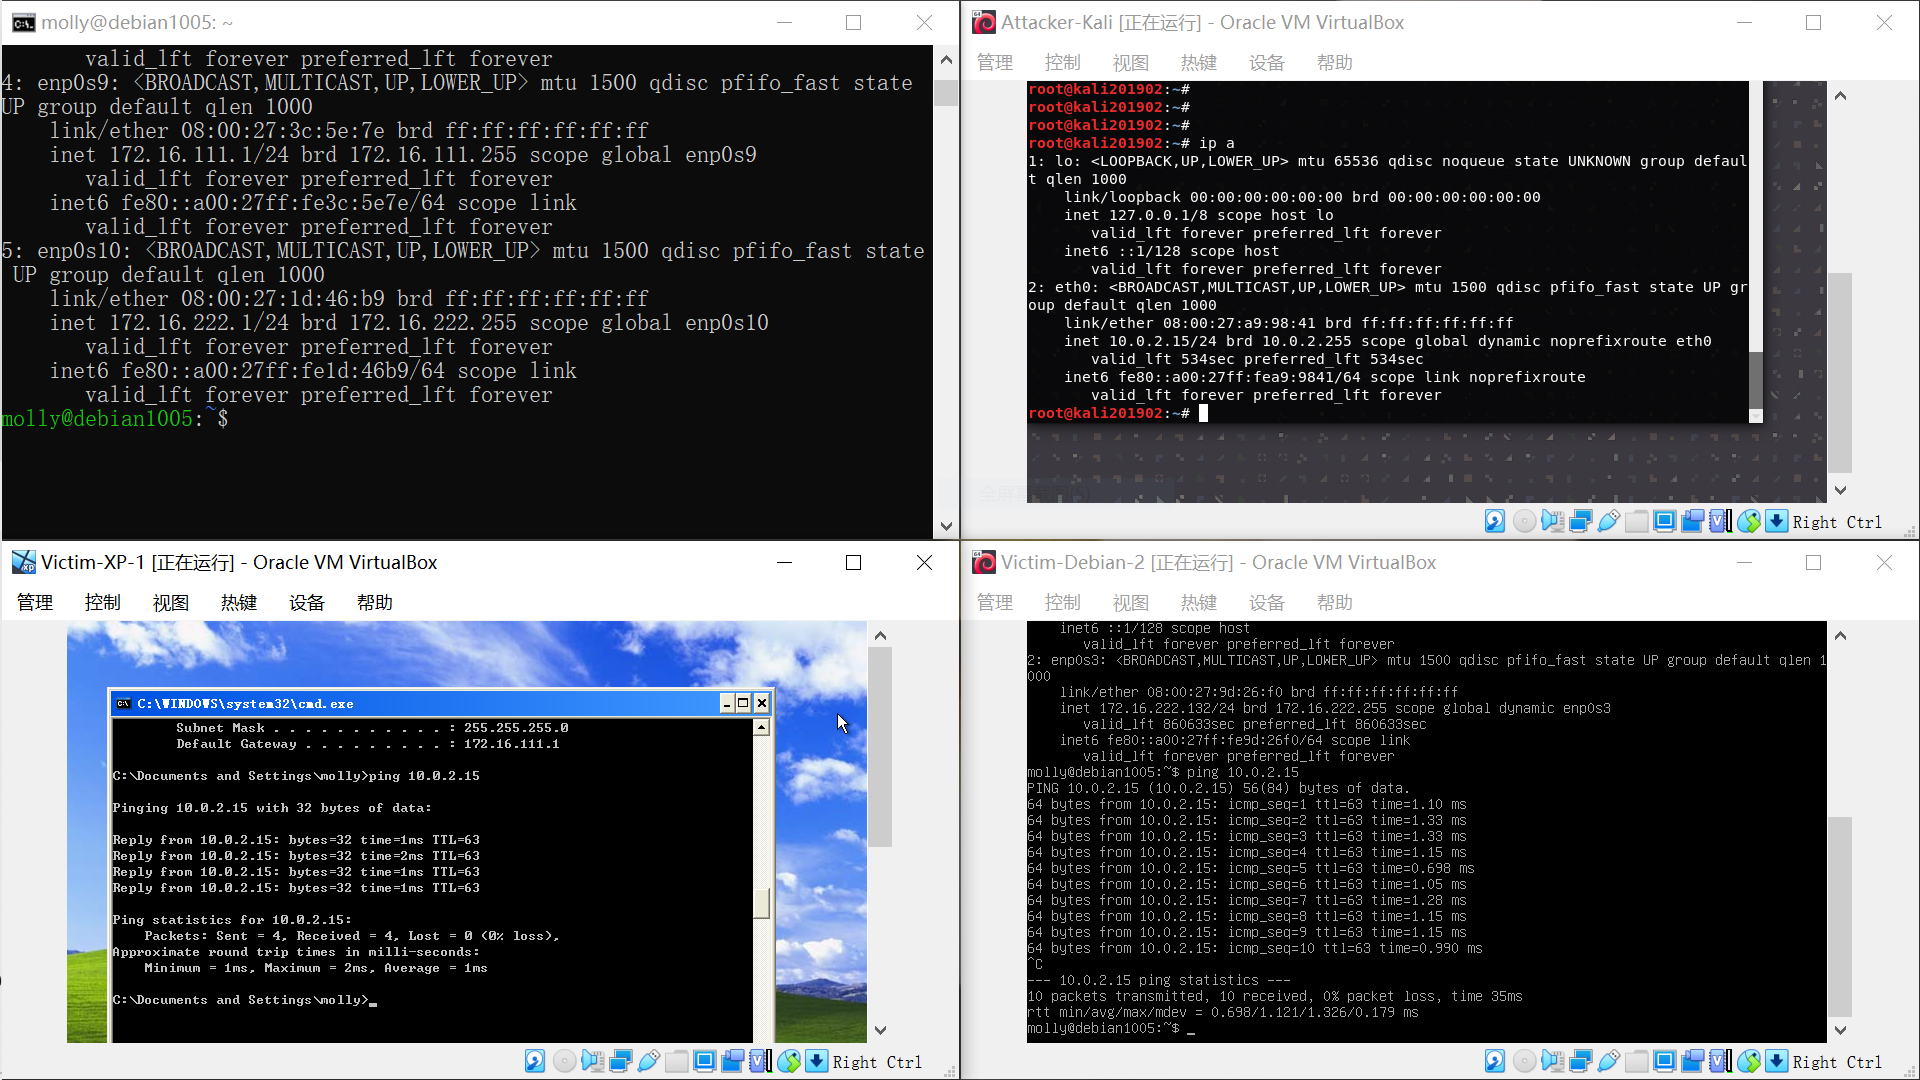 molly@debian1005: ~
valid_lft forever preferred_lft forever
4: enp0s9: <BROADCAST,MULTICAST,UP,LOWER_UP> mtu 1500 qdisc pfifo_fast state
UP group default qlen 1000
link/ether 08:00:27:3c:5e:7e brd ff:ff:ff:ff:ff:ff
inet 172.16.111.1/24 brd 172.16.111.255 scope global enp0s9
valid_lft forever preferred_lft forever
inet6 fe80::a00:27ff:fe3c:5e7e/64 scope link
valid_lft forever preferred_lft forever
5: enp0s10: <BROADCAST,MULTICAST,UP,LOWER_UP> mtu 1500 qdisc pfifo_fast state
UP group default qlen 1000
link/ether 08:00:27:1d:46:b9 brd ff:ff:ff:ff:ff:ff
inet 172.16.222.1/24 brd 172.16.222.255 scope global enp0s10
valid_lft forever preferred_lft forever
inet6 fe80::a00:27ff:fe1d:46b9/64 scope link
valid_lft forever preferred_lft forever
molly@debian1005:~$
Attacker-Kali [正在运行] - Oracle VM VirtualBox
管理 控制 视图 热键 设备 帮助
root@kali201902:~#
root@kali201902:~#
root@kali201902:~#
root@kali201902:~# ip a
1: lo: <LOOPBACK,UP,LOWER_UP> mtu 65536 qdisc noqueue state UNKNOWN group defaul
t qlen 1000
link/loopback 00:00:00:00:00:00 brd 00:00:00:00:00:00
inet 127.0.0.1/8 scope host lo
valid_lft forever preferred_lft forever
inet6 ::1/128 scope host
valid_lft forever preferred_lft forever
2: eth0: <BROADCAST,MULTICAST,UP,LOWER_UP> mtu 1500 qdisc pfifo_fast state UP gr
oup default qlen 1000
link/ether 08:00:27:a9:98:41 brd ff:ff:ff:ff:ff:ff
inet 10.0.2.15/24 brd 10.0.2.255 scope global dynamic noprefixroute eth0
valid_lft 534sec preferred_lft 534sec
inet6 fe80::a00:27ff:fea9:9841/64 scope link noprefixroute
valid_lft forever preferred_lft forever
root@kali201902:~#
Right Ctrl
Victim-XP-1 [正在运行] - Oracle VM VirtualBox
管理 控制 视图 热键 设备 帮助
C:\WINDOWS\system32\cmd.exe
Subnet Mask . . . . . . . . . . . : 255.255.255.0
Default Gateway . . . . . . . . . : 172.16.111.1
C:\Documents and Settings\molly>ping 10.0.2.15
Pinging 10.0.2.15 with 32 bytes of data:
Reply from 10.0.2.15: bytes=32 time=1ms TTL=63
Reply from 10.0.2.15: bytes=32 time=2ms TTL=63
Reply from 10.0.2.15: bytes=32 time=1ms TTL=63
Reply from 10.0.2.15: bytes=32 time=1ms TTL=63
Ping statistics for 10.0.2.15:
Packets: Sent = 4, Received = 4, Lost = 0 (0% loss),
Approximate round trip times in milli-seconds:
Minimum = 1ms, Maximum = 2ms, Average = 1ms
C:\Documents and Settings\molly>_
Right Ctrl
Victim-Debian-2 [正在运行] - Oracle VM VirtualBox
管理 控制 视图 热键 设备 帮助
inet6 ::1/128 scope host
valid_lft forever preferred_lft forever
2: enp0s3: <BROADCAST,MULTICAST,UP,LOWER_UP> mtu 1500 qdisc pfifo_fast state UP group default qlen 1
000
link/ether 08:00:27:9d:26:f0 brd ff:ff:ff:ff:ff:ff
inet 172.16.222.132/24 brd 172.16.222.255 scope global dynamic enp0s3
valid_lft 860633sec preferred_lft 860633sec
inet6 fe80::a00:27ff:fe9d:26f0/64 scope link
valid_lft forever preferred_lft forever
molly@debian1005:~$ ping 10.0.2.15
PING 10.0.2.15 (10.0.2.15) 56(84) bytes of data.
64 bytes from 10.0.2.15: icmp_seq=1 ttl=63 time=1.10 ms
64 bytes from 10.0.2.15: icmp_seq=2 ttl=63 time=1.33 ms
64 bytes from 10.0.2.15: icmp_seq=3 ttl=63 time=1.33 ms
64 bytes from 10.0.2.15: icmp_seq=4 ttl=63 time=1.15 ms
64 bytes from 10.0.2.15: icmp_seq=5 ttl=63 time=0.698 ms
64 bytes from 10.0.2.15: icmp_seq=6 ttl=63 time=1.05 ms
64 bytes from 10.0.2.15: icmp_seq=7 ttl=63 time=1.28 ms
64 bytes from 10.0.2.15: icmp_seq=8 ttl=63 time=1.15 ms
64 bytes from 10.0.2.15: icmp_seq=9 ttl=63 time=1.15 ms
64 bytes from 10.0.2.15: icmp_seq=10 ttl=63 time=0.990 ms
^C
--- 10.0.2.15 ping statistics ---
10 packets transmitted, 10 received, 0% packet loss, time 35ms
rtt min/avg/max/mdev = 0.698/1.121/1.326/0.179 ms
molly@debian1005:~$ _
Right Ctrl